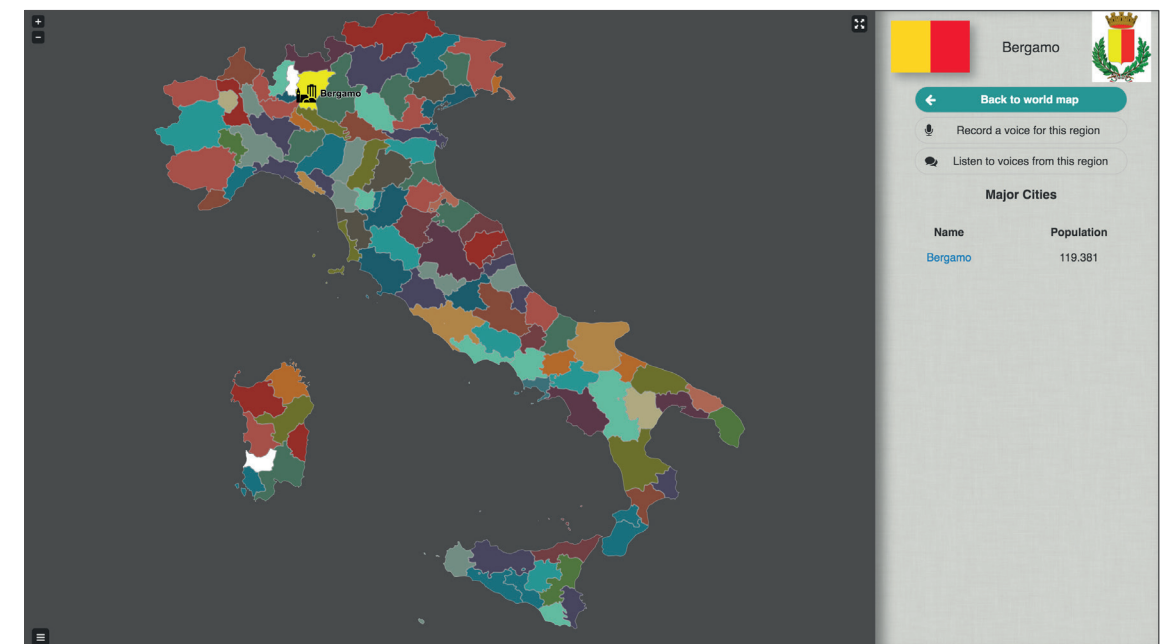 Bergamo
Bergamo
Back to world map
Record a voice for this region
Listen to voices from this region
Major Cities
Name Population
Bergamo 119.381